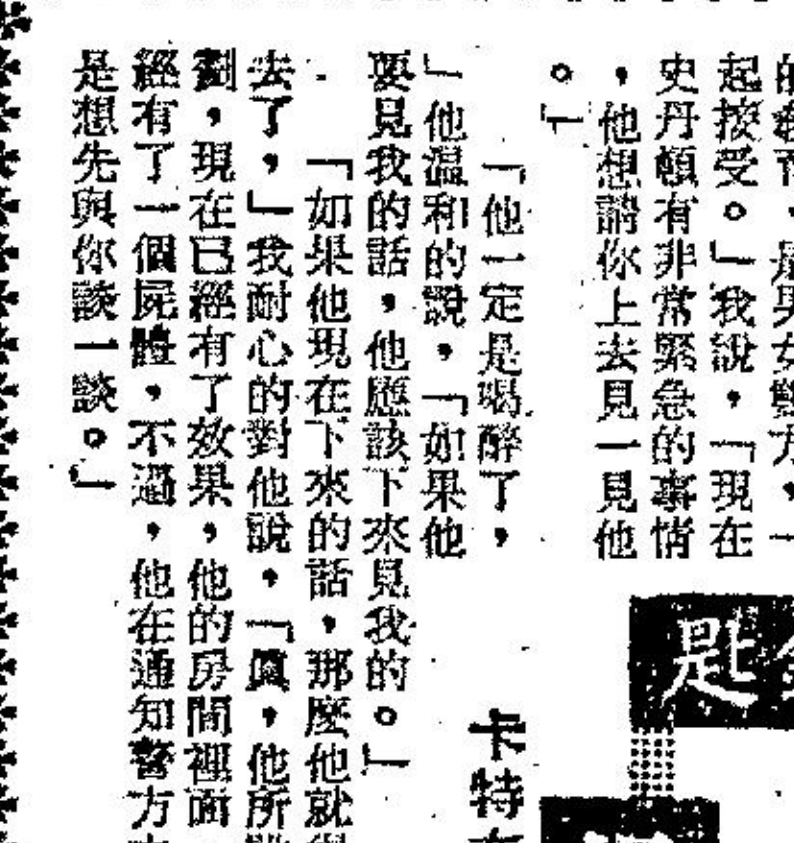 起接受。」我說，「現在
史丹頓有非常緊急的事情
，他想請你上去見一見他
。」
「他一定是喝醉了，
」他溫和的說，「如果他
要見我的話，他應該下來見我的。」
「如果他現在下來的話，那麼他就
去了，」我耐心的對他說，「真，他所
劃，現在已經有了效果，他的房間裡面
經有了一個屍體，不過，他在通知警方
是想先與你談一談。」
匙
卡特